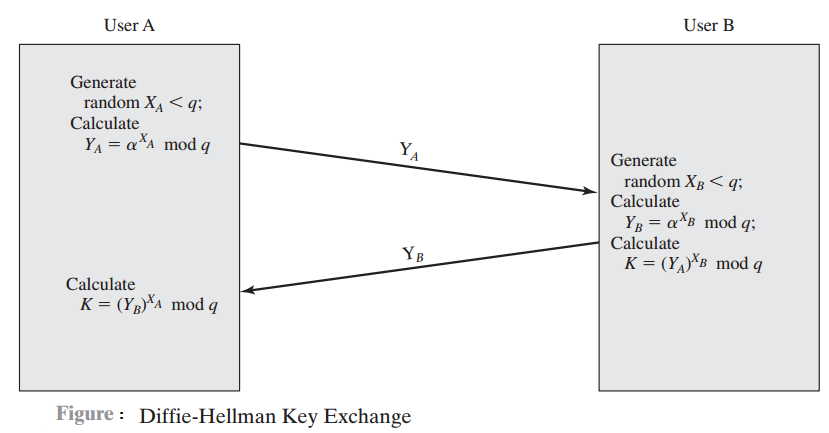 User A
Generate
random X_A < q;
Calculate
Y_A = α^{X_A} mod q
Calculate
K = (Y_B)^{X_A} mod q
Y_A
Y_B
User B
Generate
random X_B < q;
Calculate
Y_B = α^{X_B} mod q;
Calculate
K = (Y_A)^{X_B} mod q
Figure : Diffie-Hellman Key Exchange